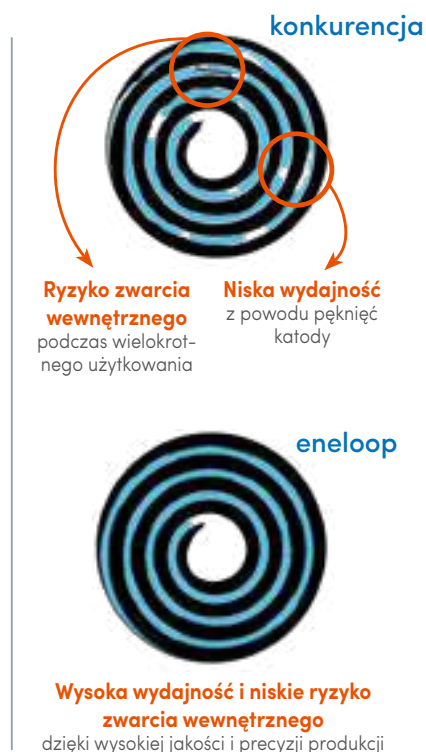 konkurencja
Ryzyko zwarcia
wewnętrznego
podczas wielokrot-
nego użytkowania
Niska wydajność
z powodu pęknięć
katody
eneloop
Wysoka wydajność i niskie ryzyko
zwarcia wewnętrznego
dzięki wysokiej jakości i precyzji produkcji